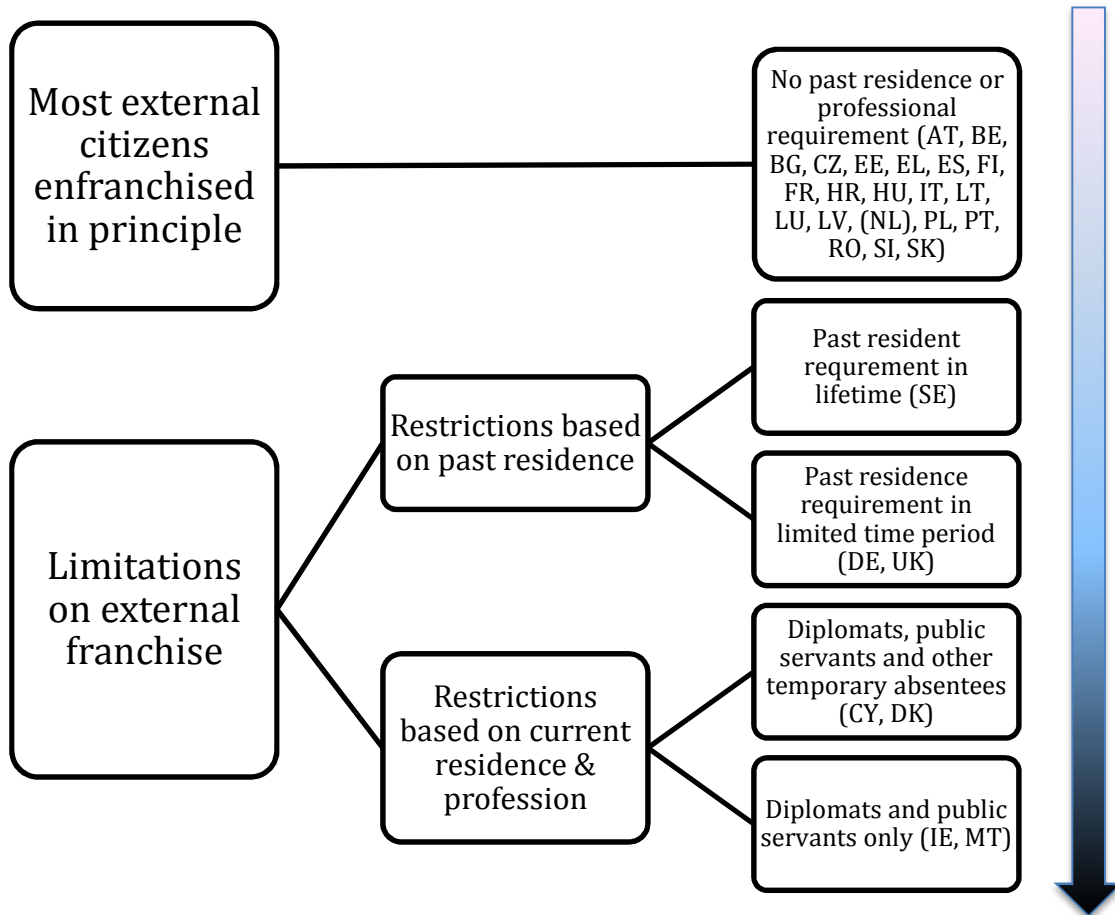 Most external
citizens
enfranchised
in principle
No past residence or
professional
requirement (AT, BE,
BG, CZ, EE, EL, ES, FI,
FR, HR, HU, IT, LT,
LU, LV, (NL), PL, PT,
RO, SI, SK)
Limitations
on external
franchise
Restrictions based
on past residence
Past resident
requrement in
lifetime (SE)
Past residence
requirement in
limited time period
(DE, UK)
Restrictions
based on current
residence &
profession
Diplomats, public
servants and other
temporary absentees
(CY, DK)
Diplomats and public
servants only (IE, MT)